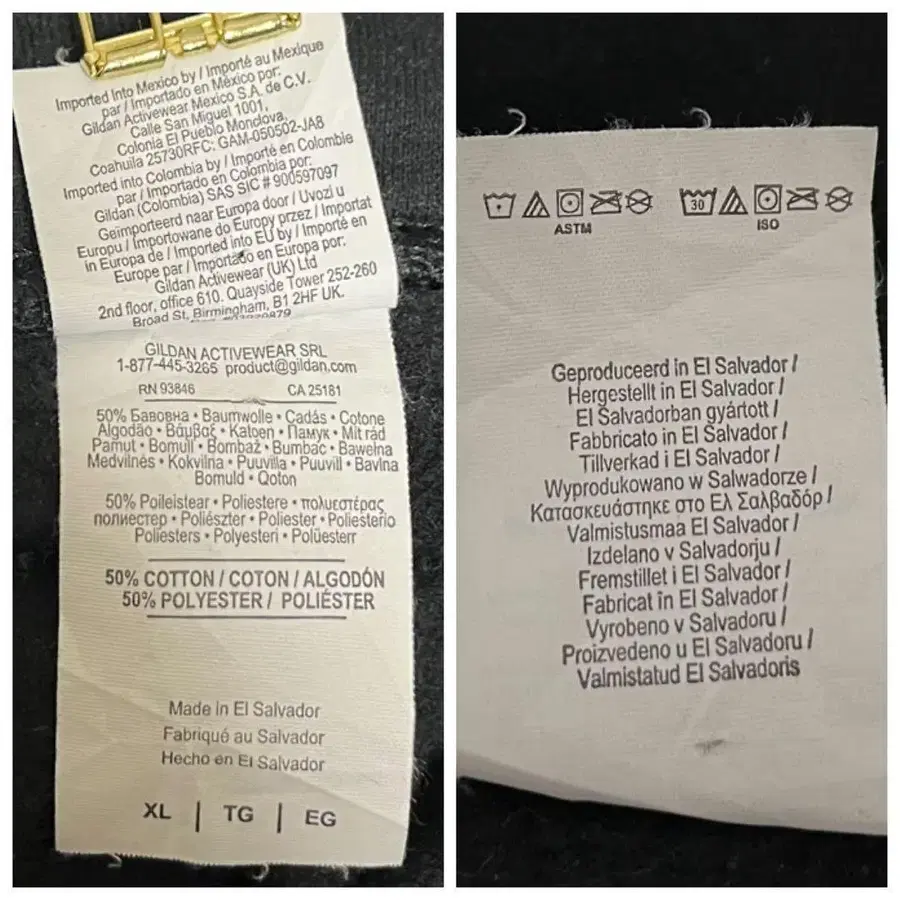 Imported Into Mexico by / Importé au Mexique
par / Importado en México por:
Gildan Activewear Mexico S.A. de C.V.
Calle San Miguel 1001,
Colonia El Pueblo Mondova,
Coahuila 25730RFC: GAM-050502-JA8
Imported into Colombia by / Importé en Colombie
par / Importado en Colombia por:
Gildan (Colombia) SAS SIC # 900597097
Geïmporteerd naar Europa door / Uvozi u
Europu / Importowane do Europy przez / Importat
in Europa de / Imported into EU by / Importé en
Europe par / Importado en Europa por:
Gildan Activewear (UK) Ltd
2nd floor, office 610. Quayside Tower 252-260
Broad St, Birmingham, B1 2HF UK.
GILDAN ACTIVEWEAR SRL
1-877-445-3265 product@gildan.com
RN 93846 CA 25181
50% Бавовна • Baumwolle • Cadás • Cotone
Algodão • Βάμβαξ • Katoen • Памук • Mit rád
Pamut • Bomull • Bombaž • Bumbac • Bawełna
Medvilnės • Kokvilna • Puuvilla • Puuvill • Bavlna
Bomuld • Qoton
50% Poileistear • Poliestere • πολυεστέρας
полиестер • Poliészter • Poliester • Poliesterio
Poliesters • Polyesteri • Polüesterr
50% COTTON / COTON / ALGODÓN
50% POLYESTER / POLIÉSTER
Made in El Salvador
Fabriqué au Salvador
Hecho en El Salvador
XL | TG | EG
30
ASTM ISO
Geproduceerd in El Salvador /
Hergestellt in El Salvador /
El Salvadorban gyártott /
Fabbricato in El Salvador /
Tillverkad i El Salvador /
Wyprodukowano w Salwadorze /
Κατασκευάστηκε στο Ελ Σαλβαδόρ /
Valmistusmaa El Salvador /
Izdelano v Salvadorju /
Fremstillet i El Salvador /
Fabricat în El Salvador /
Vyrobeno v Salvadoru /
Proizvedeno u El Salvadoru /
Valmistatud El Salvadoris